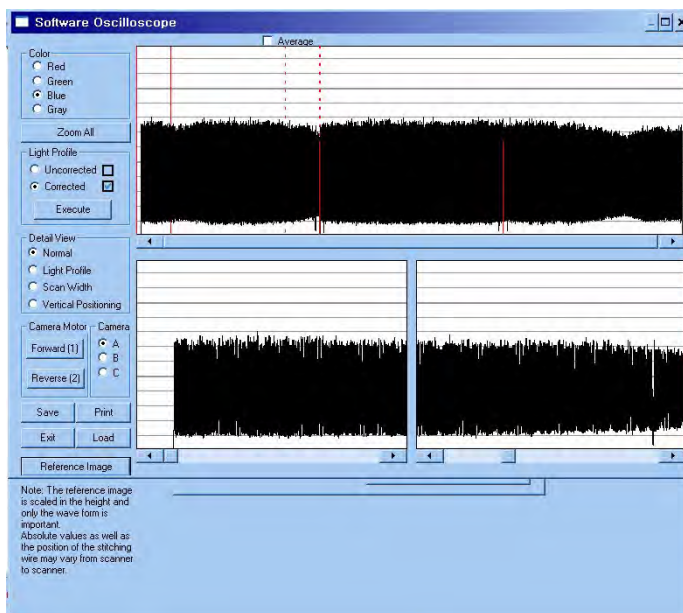 Software Oscilloscope
Average
Color
Red
Green
Blue
Gray
Zoom All
Light Profile
Uncorrected
Corrected
Execute
Detail View
Normal
Light Profile
Scan Width
Vertical Positioning
Camera Motor
Camera
Forward (1)
Reverse (2)
A
B
C
Save
Print
Exit
Load
Reference Image
Note: The reference image
is scaled in the height and
only the wave form is
important.
Absolute values as well as
the position of the stitching
wire may vary from scanner
to scanner.